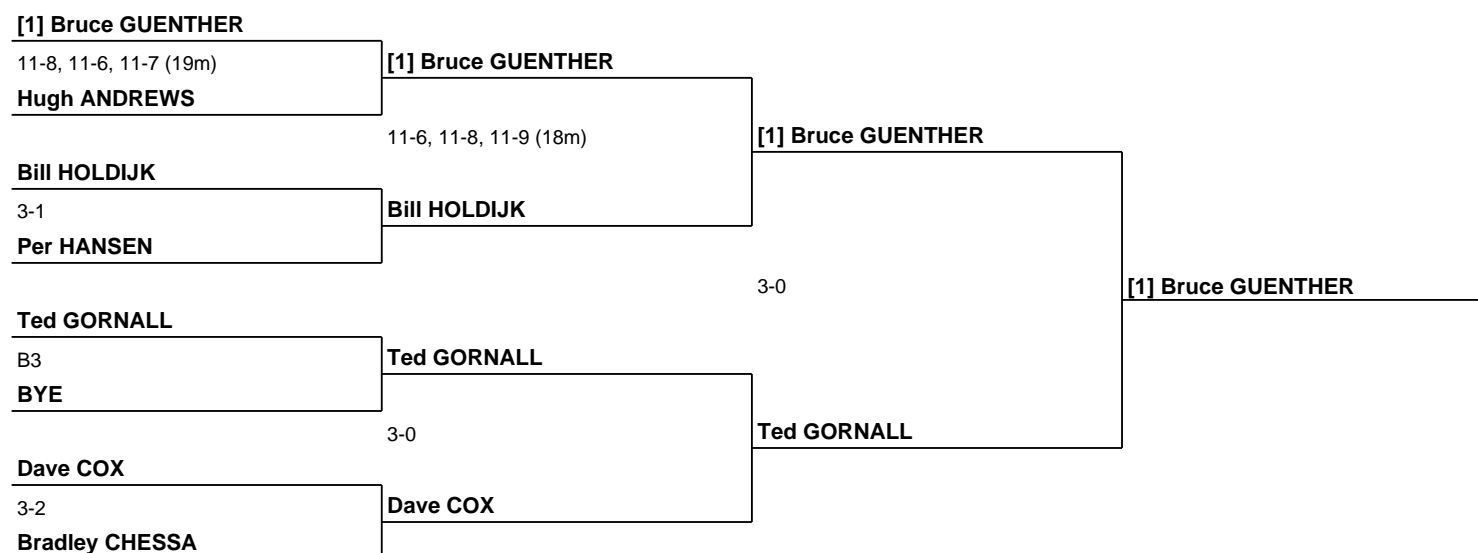 [1] Bruce GUENTHER
11-8, 11-6, 11-7 (19m)
Hugh ANDREWS
[1] Bruce GUENTHER
11-6, 11-8, 11-9 (18m)
[1] Bruce GUENTHER
Bill HOLDIJK
3-1
Per HANSEN
Bill HOLDIJK
3-0
[1] Bruce GUENTHER
Ted GORNALL
B3
BYE
Ted GORNALL
3-0
Ted GORNALL
Dave COX
3-2
Bradley CHESSA
Dave COX